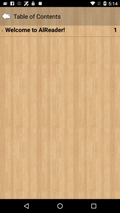 5:14
Table of Contents
Welcome to AlReader! 1